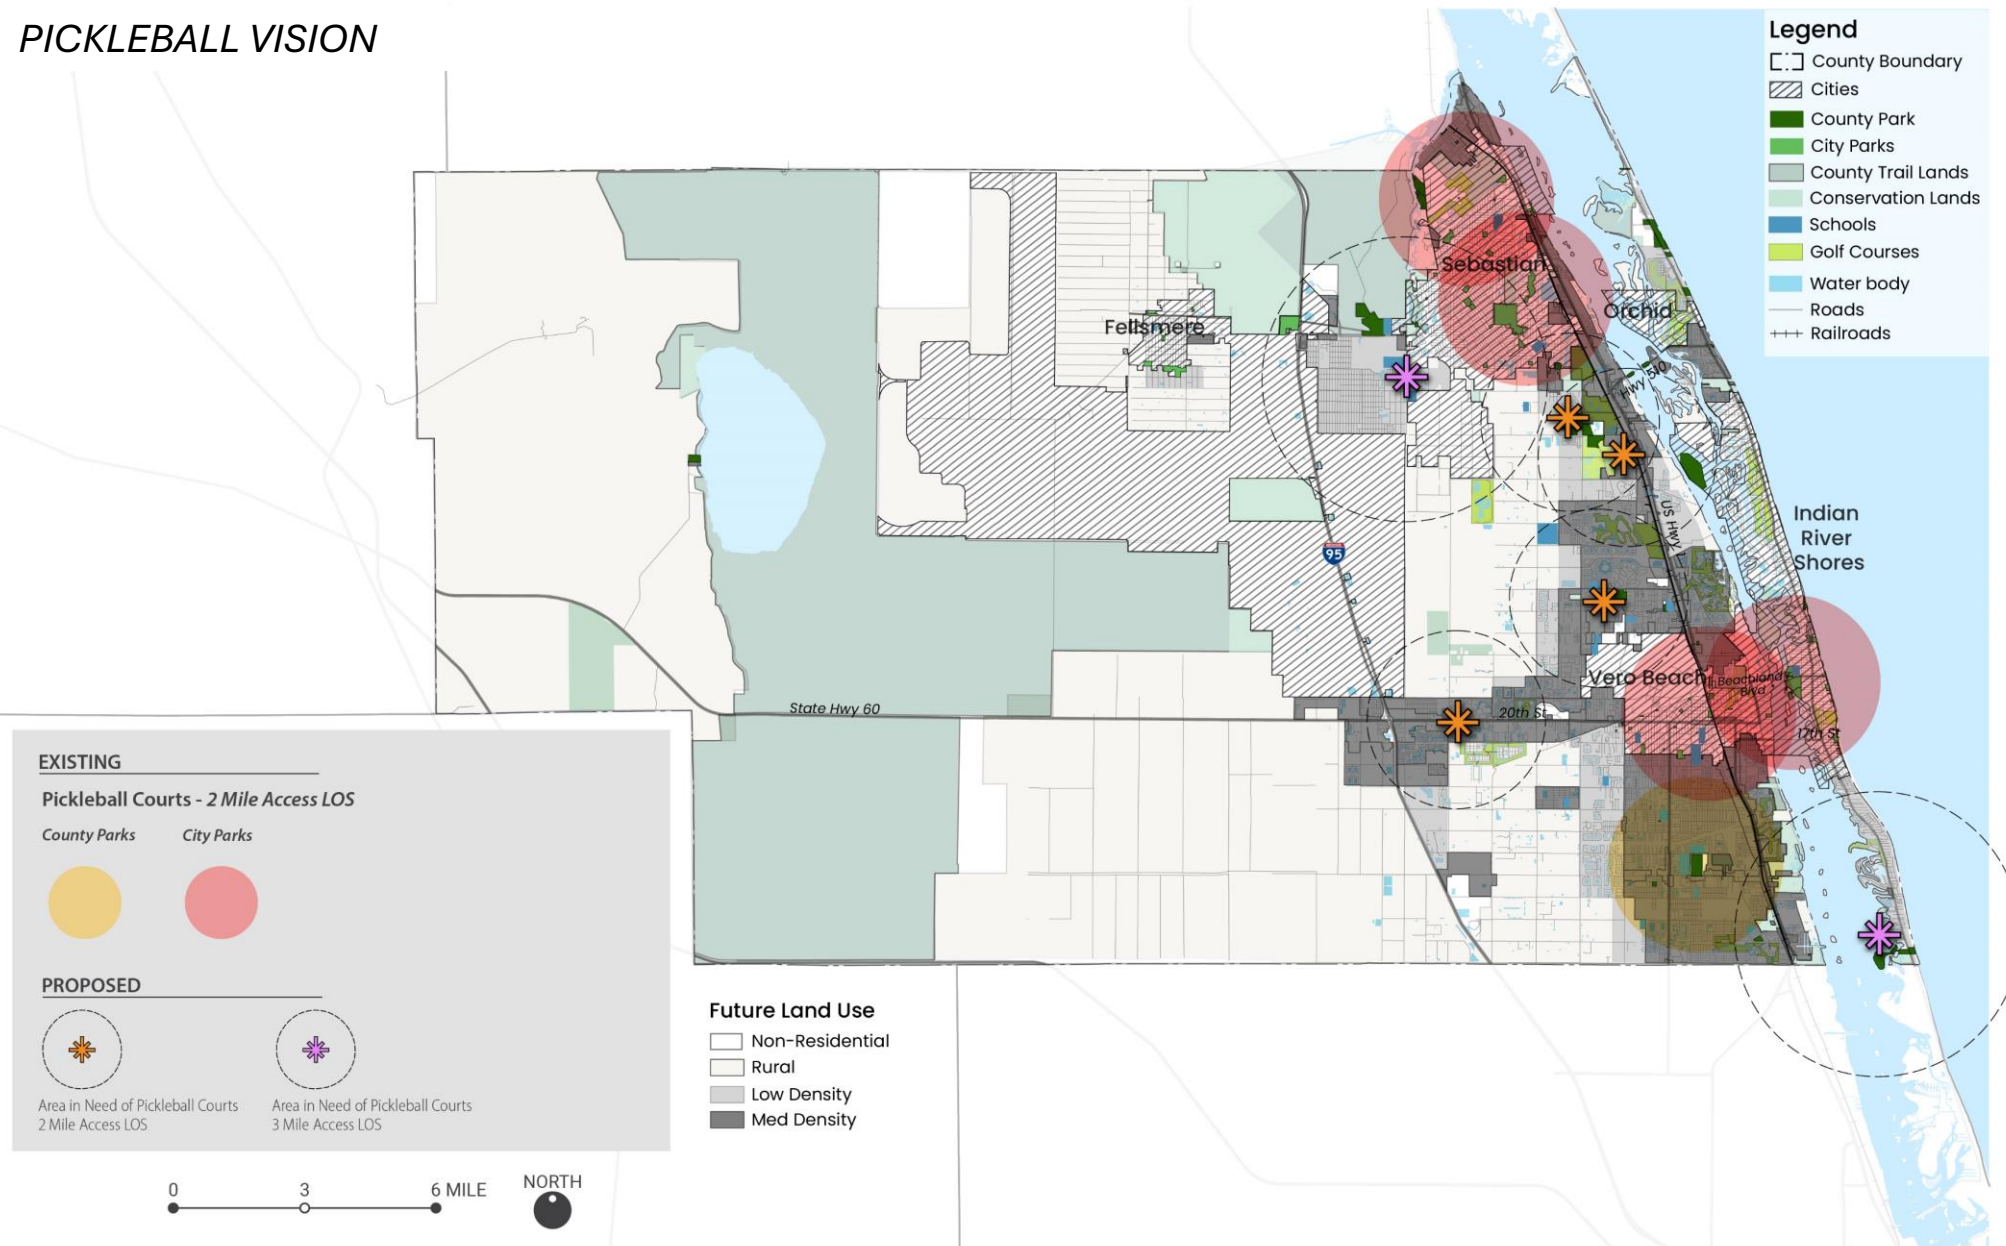 PICKLEBALL VISION
Legend
County Boundary
Cities
County Park
City Parks
County Trail Lands
Conservation Lands
Schools
Golf Courses
Water body
Roads
Railroads
Sebastian
Fellsmere
Orchid
Hwy 510
US Hwy 1
Indian
River
Shores
95
Vero Beach
Beachland
Blvd
State Hwy 60
20th St
17th St
EXISTING
Pickleball Courts - 2 Mile Access LOS
County Parks City Parks
PROPOSED
Area in Need of Pickleball Courts
2 Mile Access LOS
Area in Need of Pickleball Courts
3 Mile Access LOS
Future Land Use
Non-Residential
Rural
Low Density
Med Density
0 3 6 MILE
NORTH